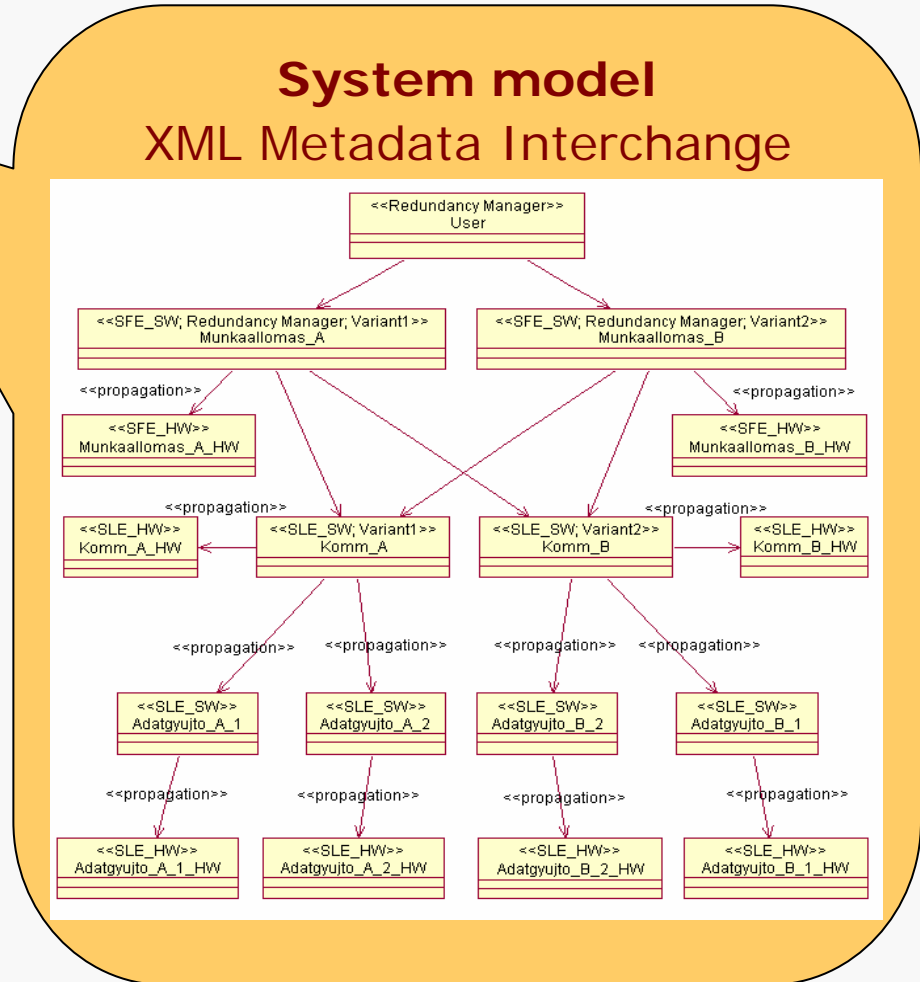 System model
XML Metadata Interchange
<<Redundancy Manager>>
User
<<SFE_SW; Redundancy Manager; Variant1>>
Munkaallomas_A
<<SFE_SW; Redundancy Manager; Variant2>>
Munkaallomas_B
<<propagation>>
<<propagation>>
<<SFE_HW>>
Munkaallomas_A_HW
<<SFE_HW>>
Munkaallomas_B_HW
<<propagation>>
<<propagation>>
<<SLE_HW>>
Komm_A_HW
<<SLE_SW; Variant1>>
Komm_A
<<SLE_SW; Variant2>>
Komm_B
<<SLE_HW>>
Komm_B_HW
<<propagation>>
<<propagation>>
<<propagation>>
<<propagation>>
<<SLE_SW>>
Adatgyujto_A_1
<<SLE_SW>>
Adatgyujto_A_2
<<SLE_SW>>
Adatgyujto_B_2
<<SLE_SW>>
Adatgyujto_B_1
<<propagation>>
<<propagation>>
<<propagation>>
<<propagation>>
<<SLE_HW>>
Adatgyujto_A_1_HW
<<SLE_HW>>
Adatgyujto_A_2_HW
<<SLE_HW>>
Adatgyujto_B_2_HW
<<SLE_HW>>
Adatgyujto_B_1_HW